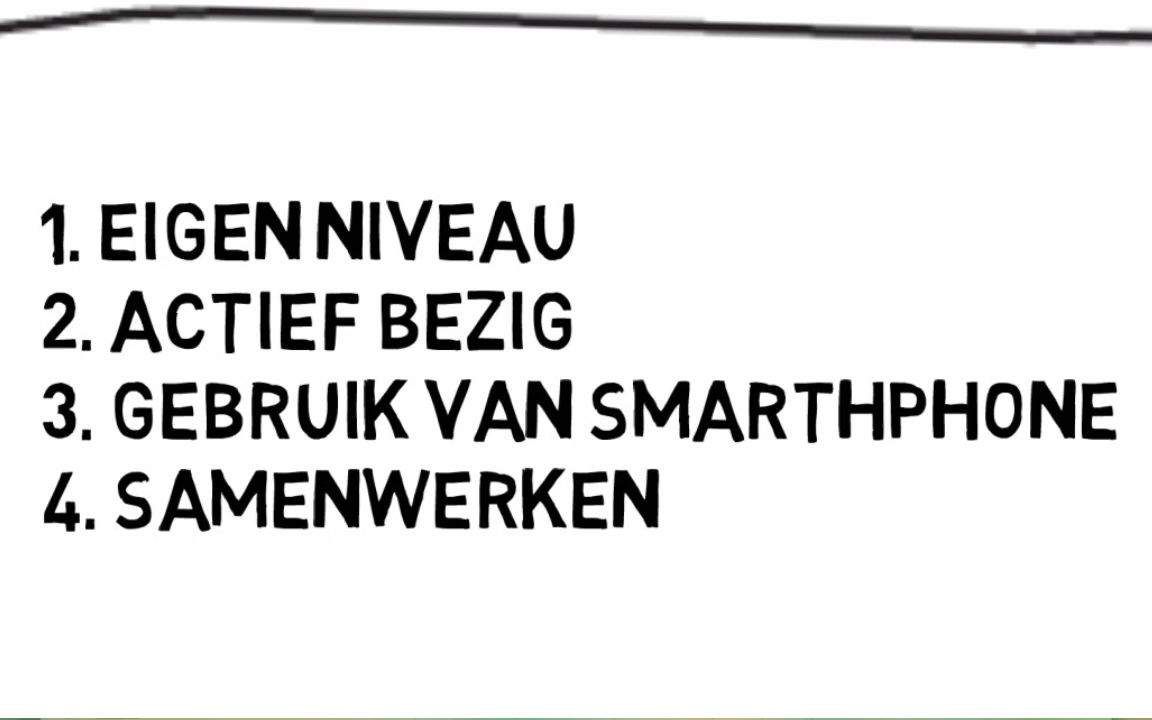 1. EIGEN NIVEAU
2. ACTIEF BEZIG
3. GEBRUIK VAN SMARTHPHONE
4. SAMENWERKEN